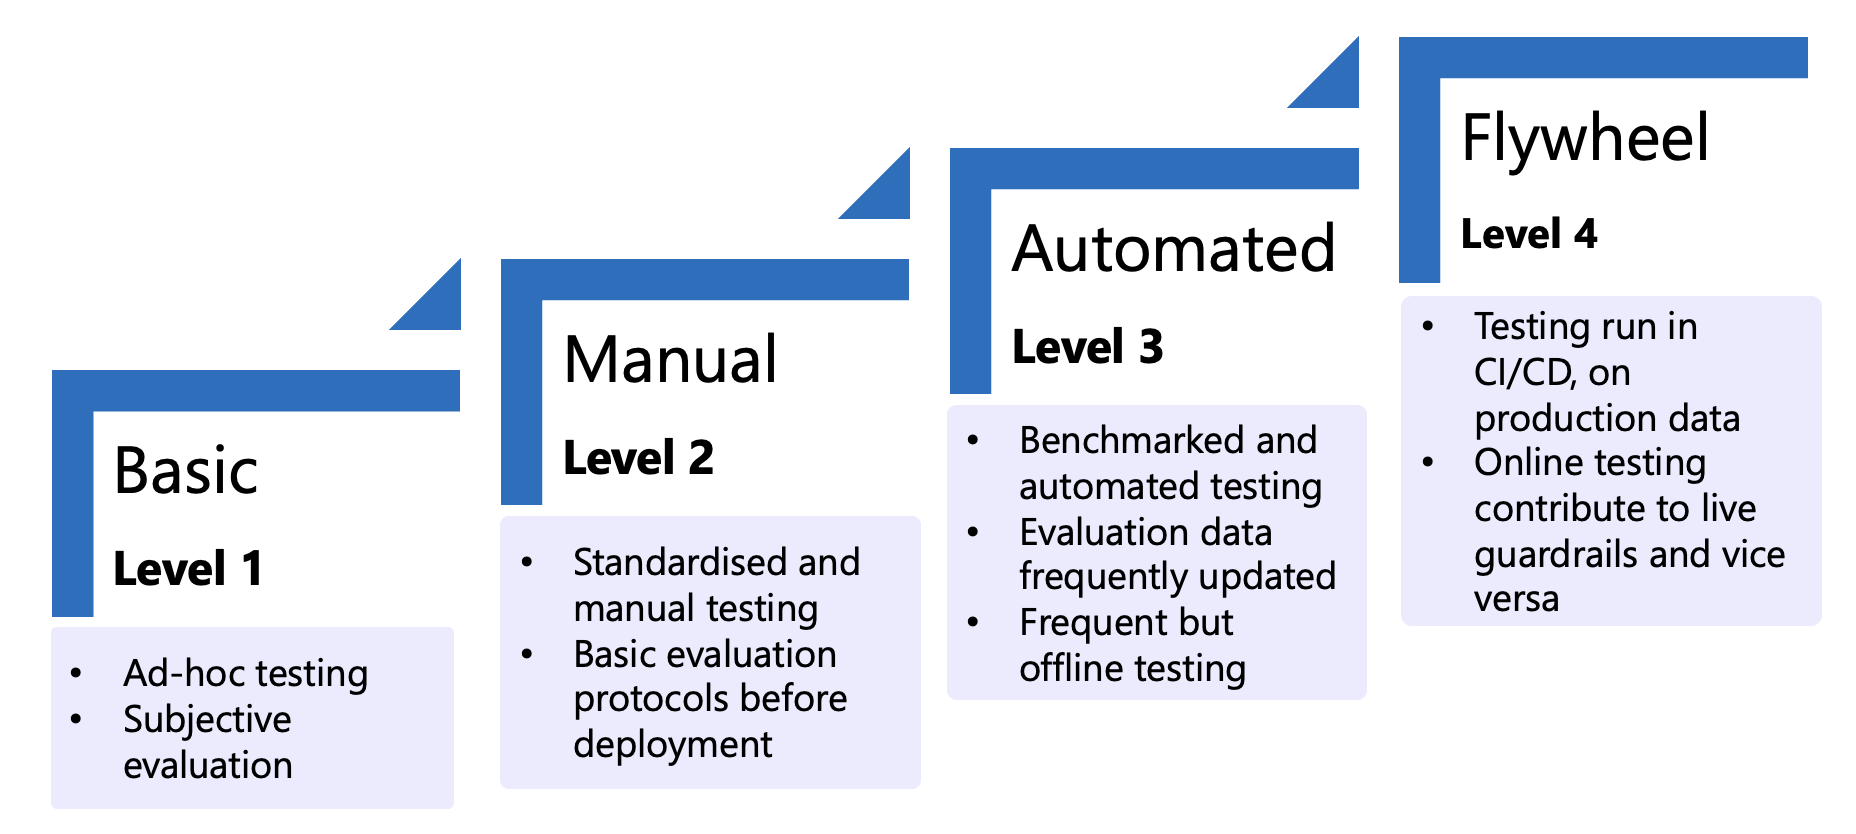 Basic
Level 1
• Ad-hoc testing
• Subjective
evaluation
Manual
Level 2
• Standardised and
manual testing
• Basic evaluation
protocols before
deployment
Automated
Level 3
• Benchmarked and
automated testing
• Evaluation data
frequently updated
• Frequent but
offline testing
Flywheel
Level 4
• Testing run in
CI/CD, on
production data
• Online testing
contribute to live
guardrails and vice
versa